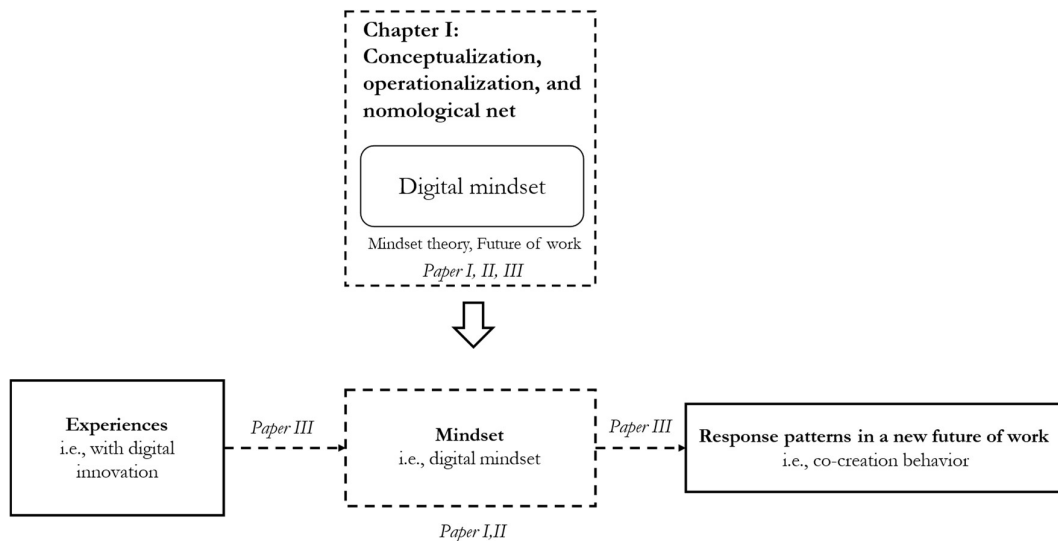 Chapter I:
Conceptualization,
operationalization, and
nomological net
Digital mindset
Mindset theory, Future of work
Paper I, II, III
Experiences
i.e., with digital
innovation
Paper III
Mindset
i.e., digital mindset
Paper III
Response patterns in a new future of work
i.e., co-creation behavior
Paper I,II